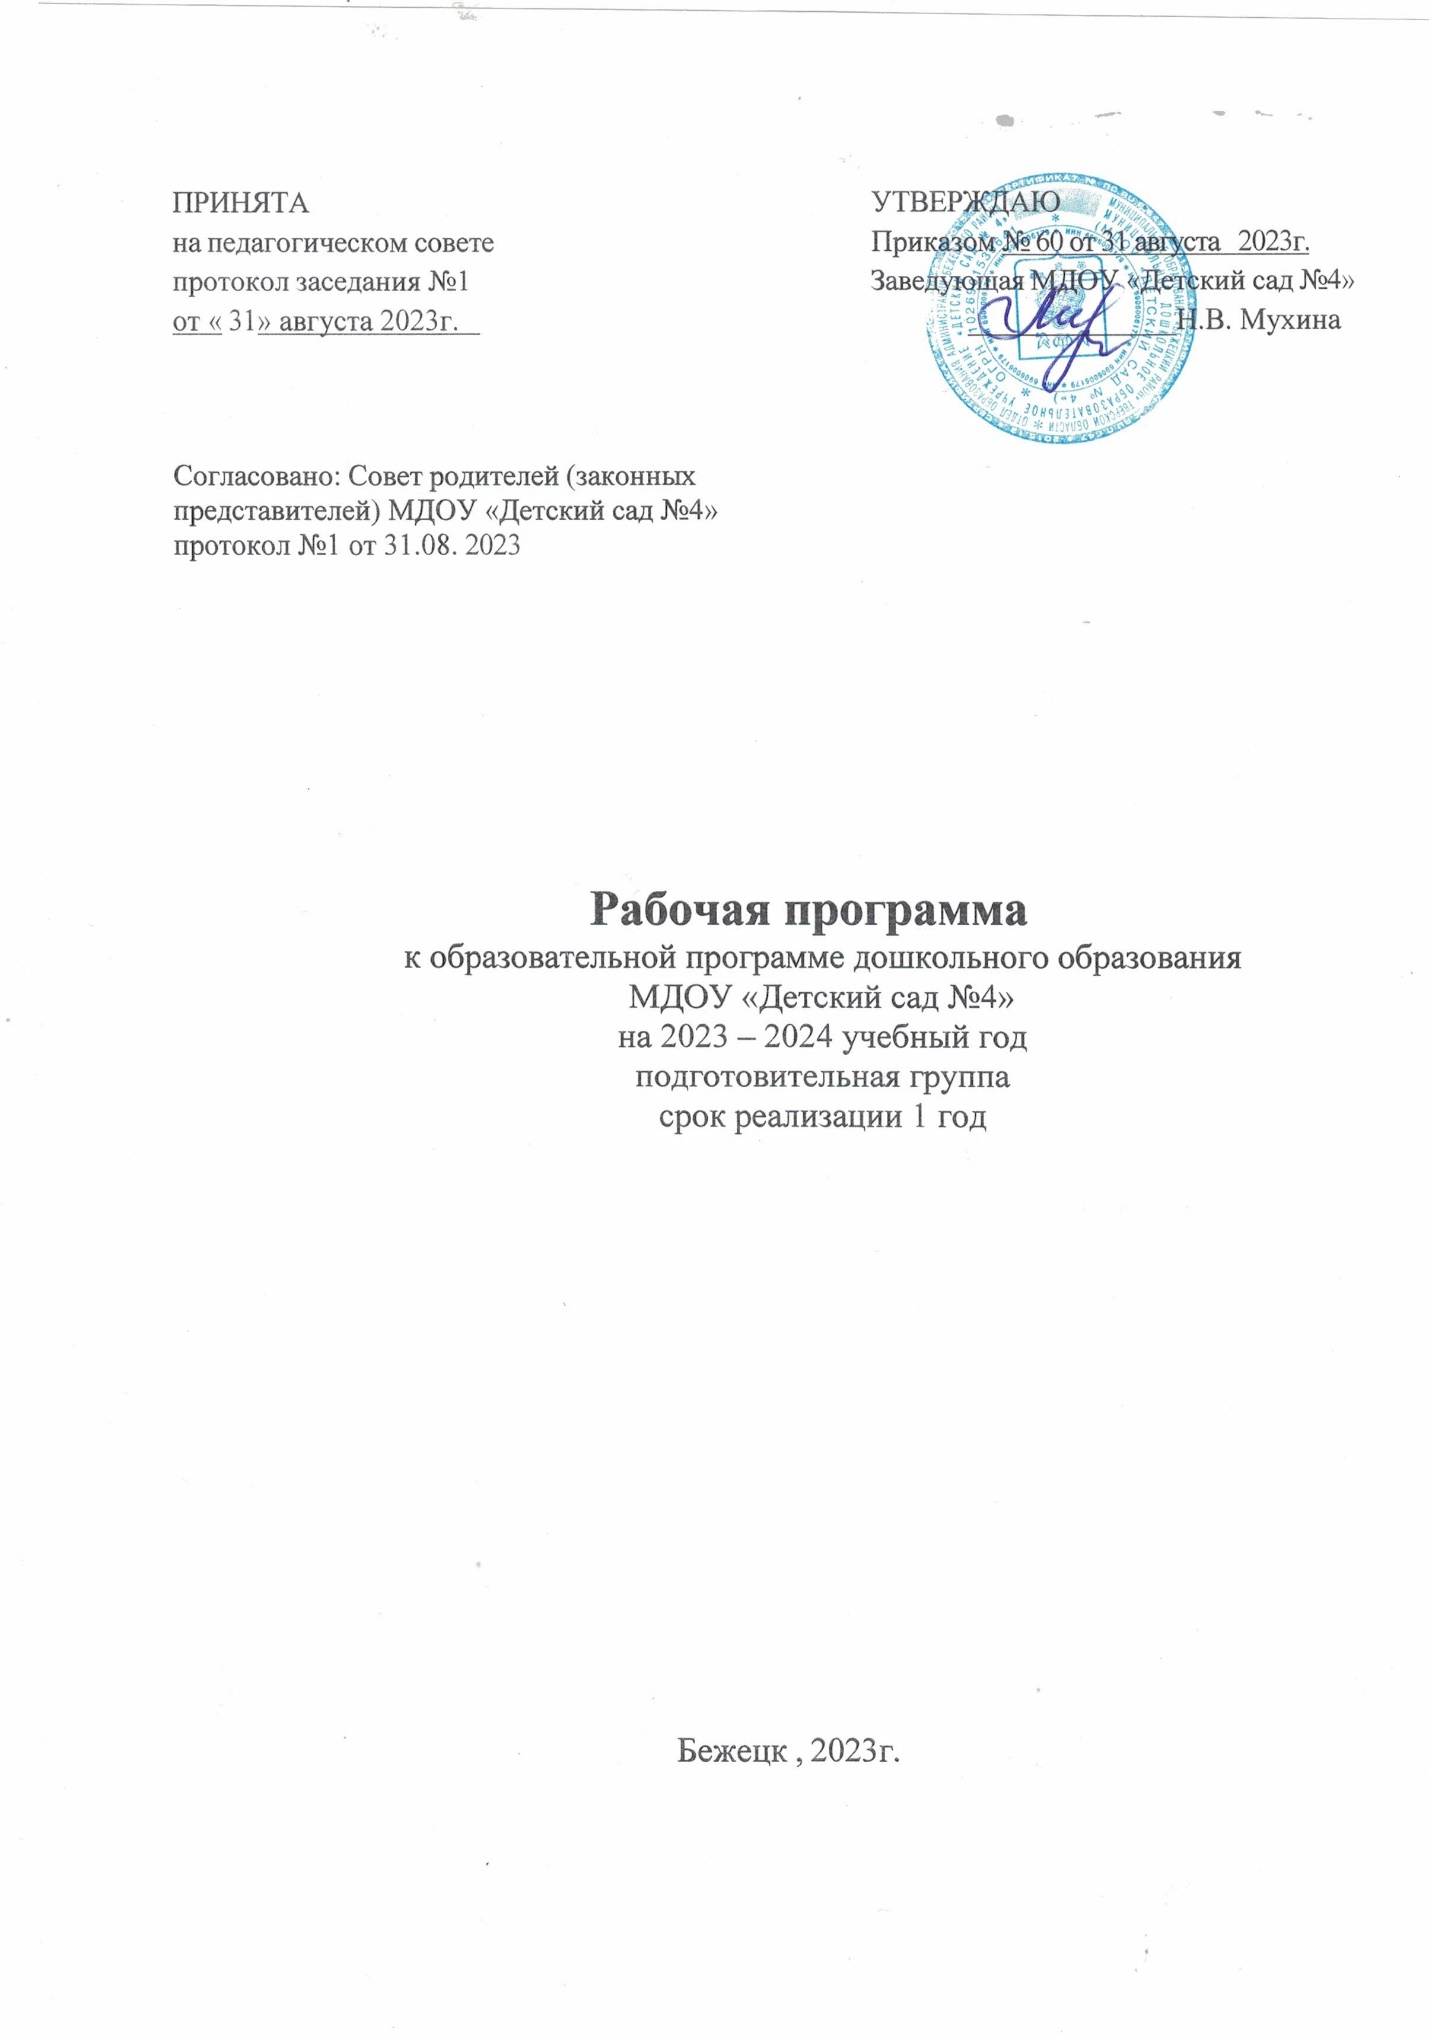 ПРИНЯТА
на педагогическом совете
протокол заседания №1
от « 31» августа 2023г.
УТВЕРЖДАЮ
Приказом № 60 от 31 августа 2023г.
Заведующая МДОУ «Детский сад №4»
Н.В. Мухина
Согласовано: Совет родителей (законных
представителей) МДОУ «Детский сад №4»
протокол №1 от 31.08. 2023
Рабочая программа
к образовательной программе дошкольного образования
МДОУ «Детский сад №4»
на 2023 – 2024 учебный год
подготовительная группа
срок реализации 1 год
Бежецк , 2023г.